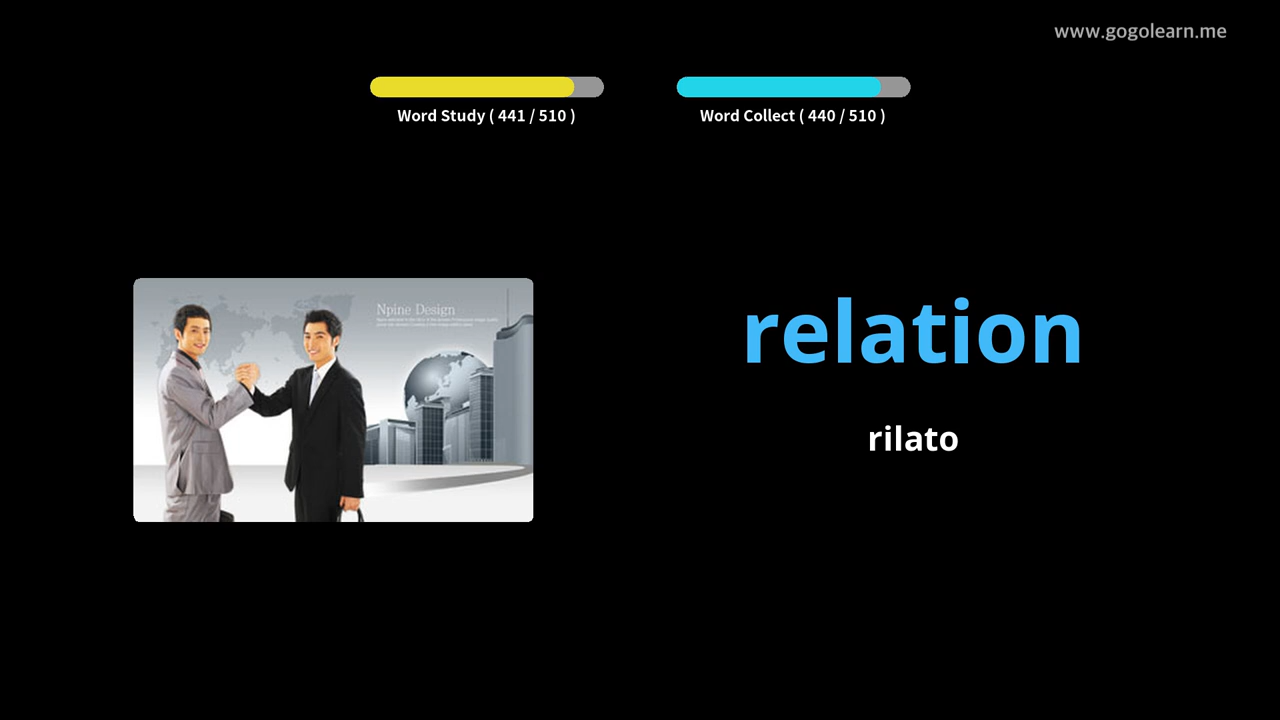 www.gogolearn.me
Word Study ( 441 / 510 )
Word Collect ( 440 / 510 )
Npine Design
relation
rilato